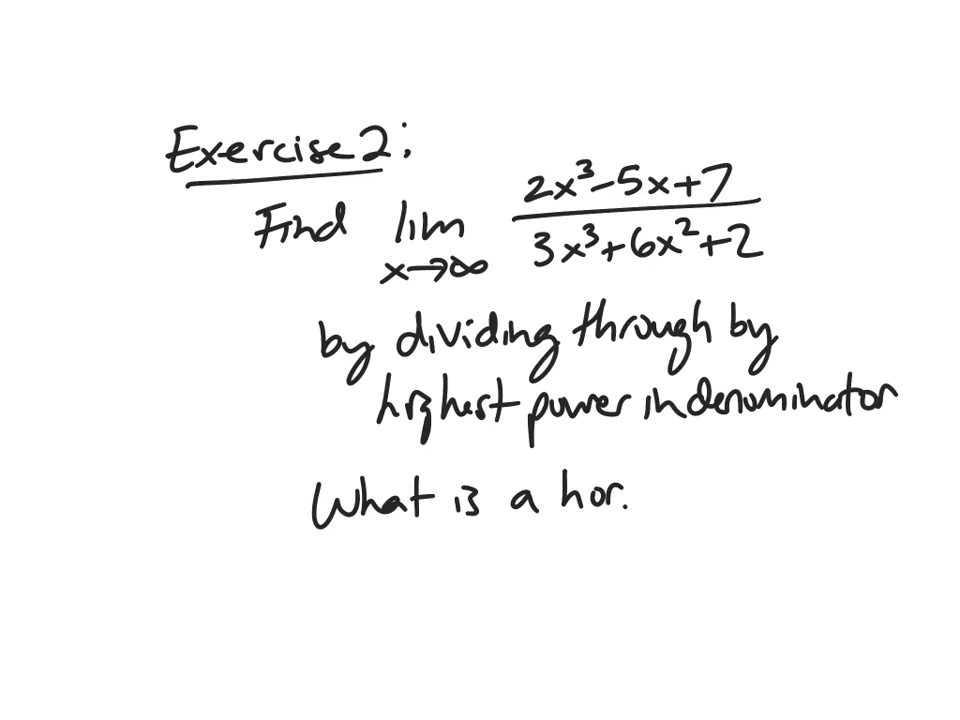 Exercise 2:
Find lim x→∞ (2x³-5x+7)/(3x³+6x²+2)
by dividing through by
highest power in denominator
What is a hor.